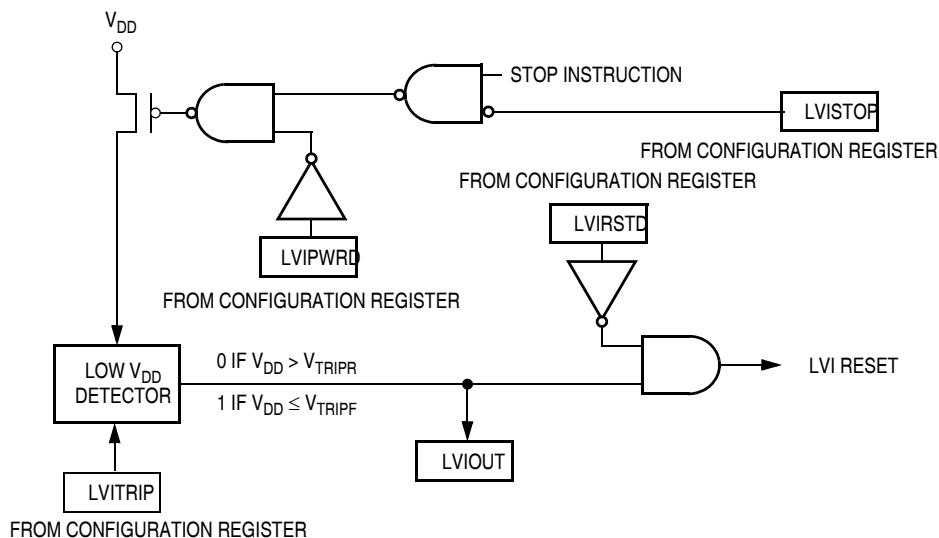 VDD
STOP INSTRUCTION
LVISTOP
FROM CONFIGURATION REGISTER
FROM CONFIGURATION REGISTER
LVIRSTD
LVIPWRD
FROM CONFIGURATION REGISTER
LOW VDD
DETECTOR
0 IF VDD > VTRIPR
1 IF VDD ≤ VTRIPF
LVI RESET
LVIOUT
LVITRIP
FROM CONFIGURATION REGISTER